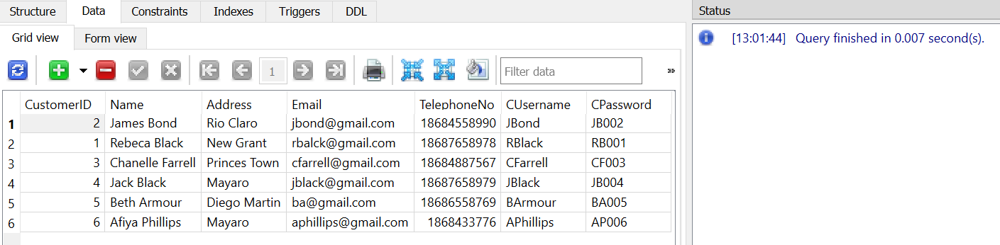 Structure Data Constraints Indexes Triggers DDL
Status
Grid view Form view
[13:01:44] Query finished in 0.007 second(s).
1 Filter data »
CustomerID Name Address Email TelephoneNo CUsername CPassword
1 2 James Bond Rio Claro jbond@gmail.com 18684558990 JBond JB002
2 1 Rebeca Black New Grant rbalck@gmail.com 18687658978 RBlack RB001
3 3 Chanelle Farrell Princes Town cfarrell@gmail.com 18684887567 CFarrell CF003
4 4 Jack Black Mayaro jblack@gmail.com 18687658979 JBlack JB004
5 5 Beth Armour Diego Martin ba@gmail.com 18686558769 BArmour BA005
6 6 Afiya Phillips Mayaro aphillips@gmail.com 1868433776 APhillips AP006